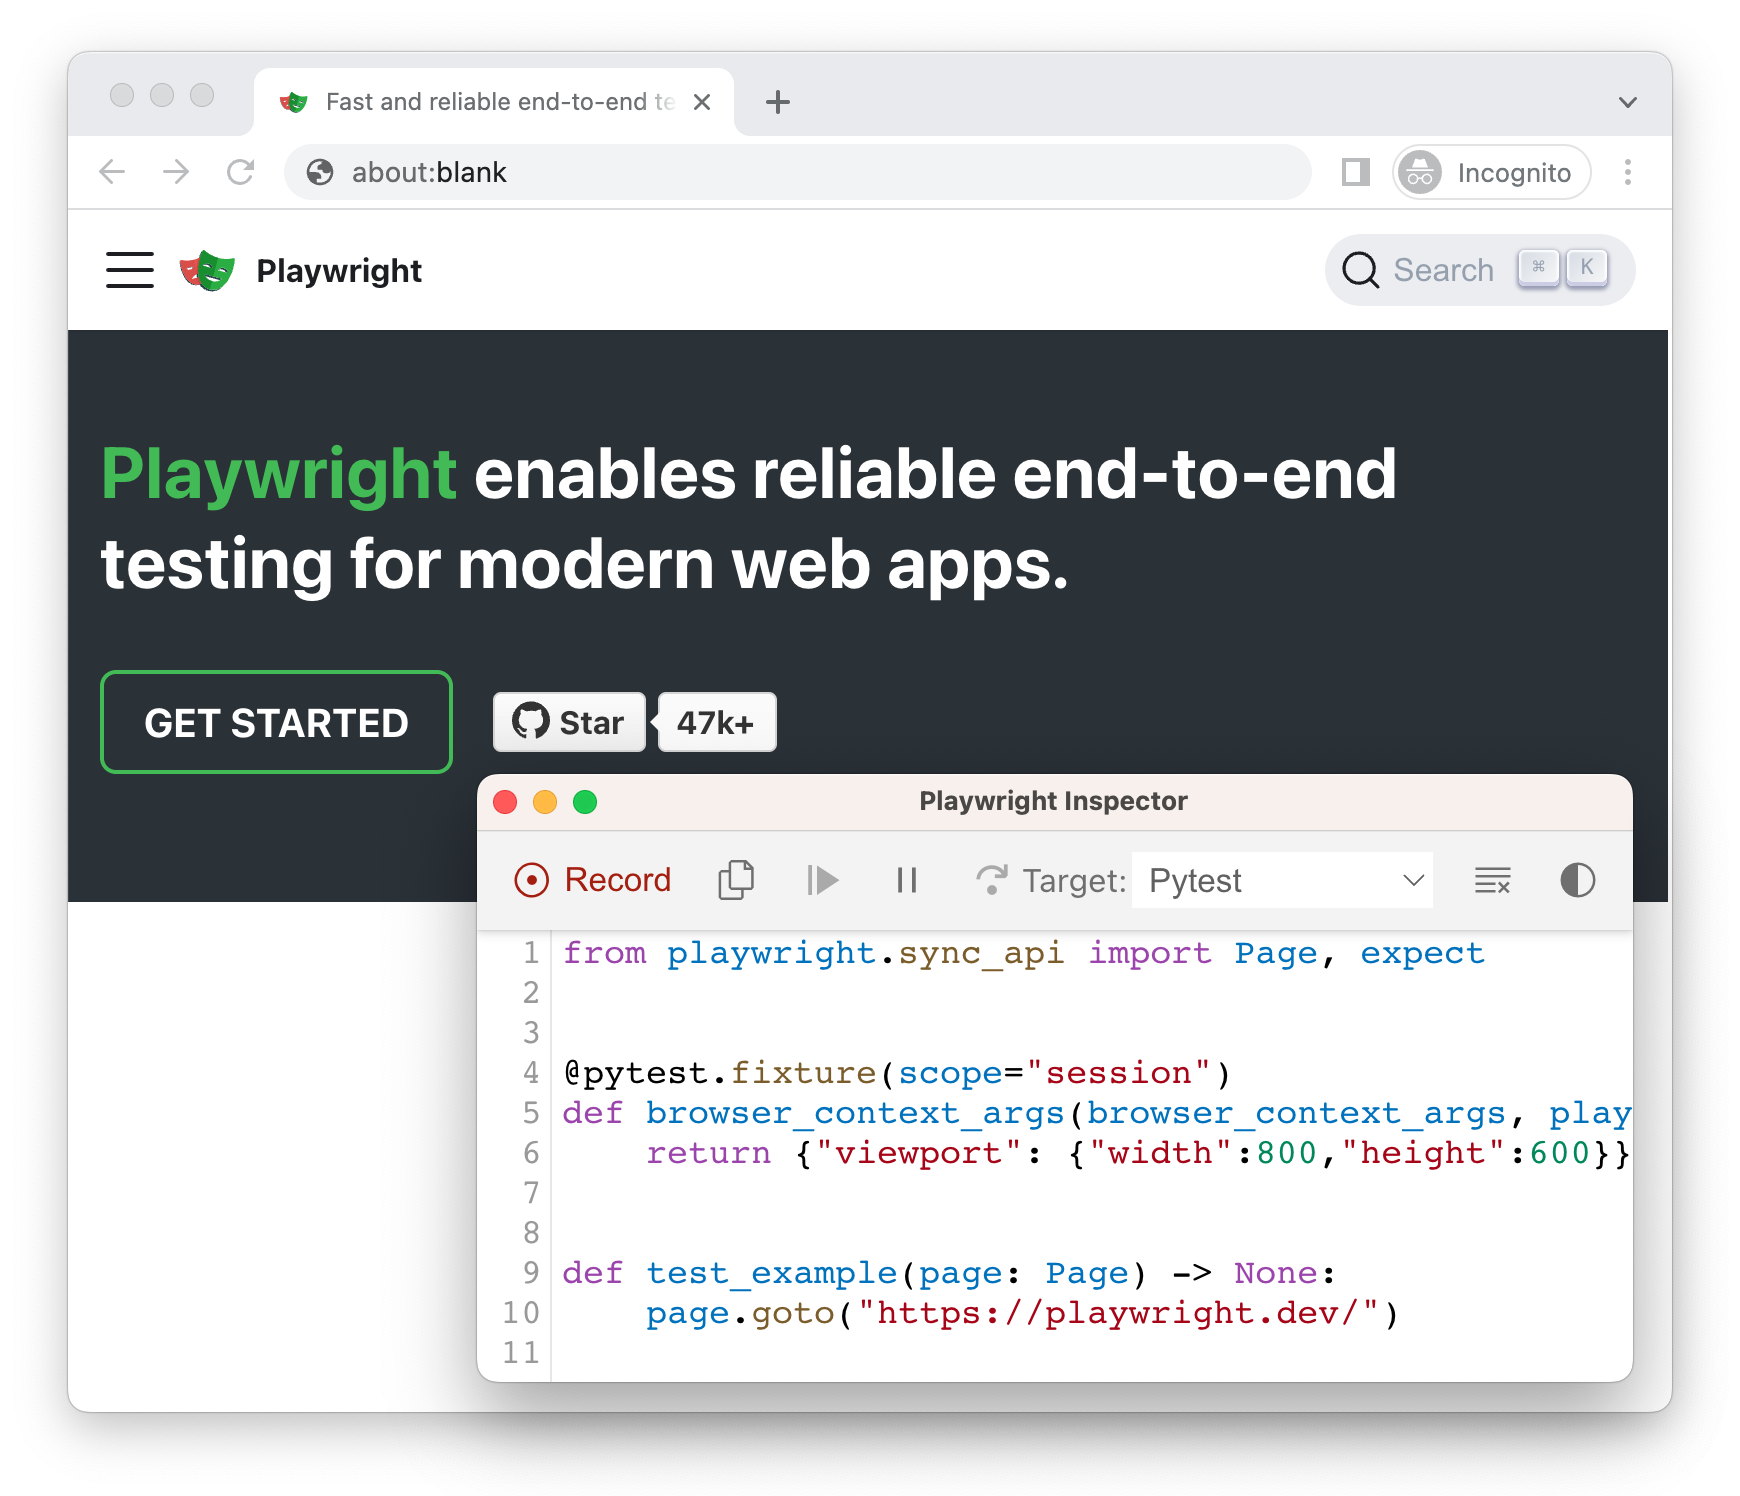 Fast and reliable end-to-end te
about:blank
Incognito
Playwright
Search ⌘ K
Playwright enables reliable end-to-end
testing for modern web apps.
GET STARTED
Star 47k+
Playwright Inspector
Record Target: Pytest
1 from playwright.sync_api import Page, expect
2
3
4 @pytest.fixture(scope="session")
5 def browser_context_args(browser_context_args, play
6     return {"viewport": {"width":800,"height":600}}
7
8
9 def test_example(page: Page) -> None:
10     page.goto("https://playwright.dev/")
11